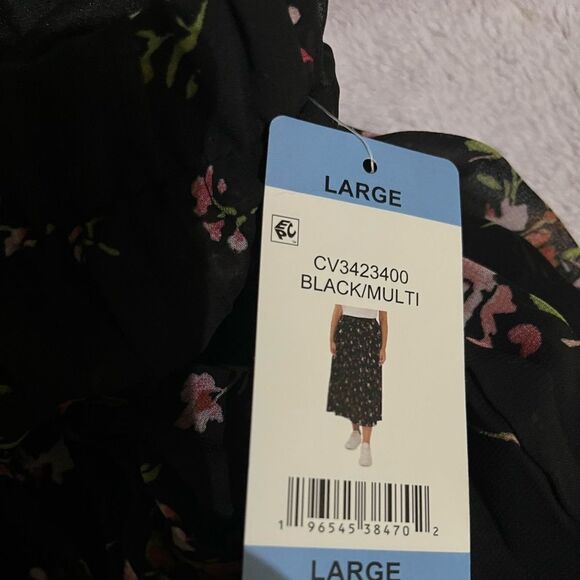 LARGE
CV3423400
BLACK/MULTI
1 96545 38470 2
LARGE